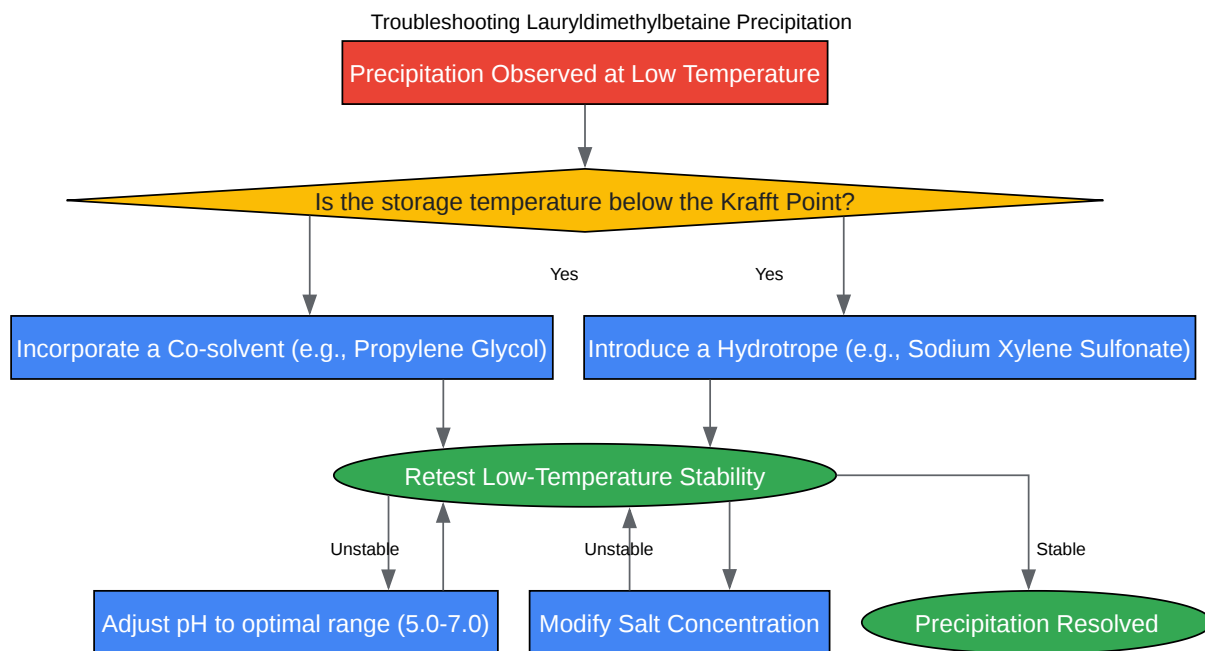 Troubleshooting Lauryldimethylbetaine Precipitation
Precipitation Observed at Low Temperature
Is the storage temperature below the Krafft Point?
Yes
Yes
Incorporate a Co-solvent (e.g., Propylene Glycol)
Introduce a Hydrotrope (e.g., Sodium Xylene Sulfonate)
Retest Low-Temperature Stability
Unstable
Unstable
Stable
Adjust pH to optimal range (5.0-7.0)
Modify Salt Concentration
Precipitation Resolved